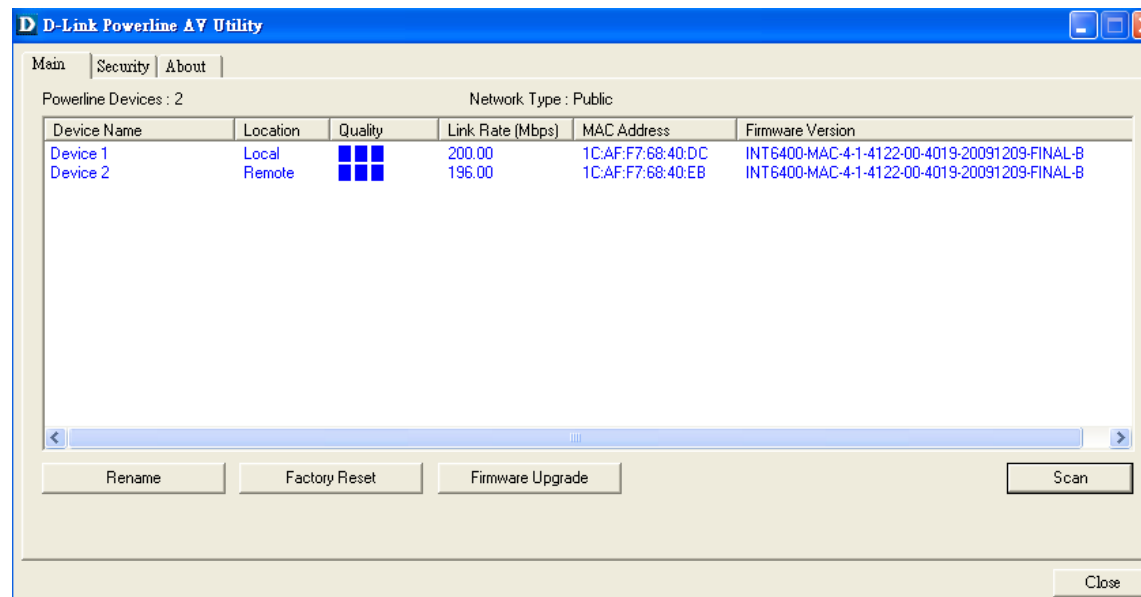 D D-Link Powerline AV Utility
Main Security About
Powerline Devices : 2 Network Type : Public
Device Name Location Quality Link Rate (Mbps) MAC Address Firmware Version
Device 1 Local 200.00 1C:AF:F7:68:40:DC INT6400-MAC-4-1-4122-00-4019-20091209-FINAL-B
Device 2 Remote 196.00 1C:AF:F7:68:40:EB INT6400-MAC-4-1-4122-00-4019-20091209-FINAL-B
Rename Factory Reset Firmware Upgrade Scan
Close